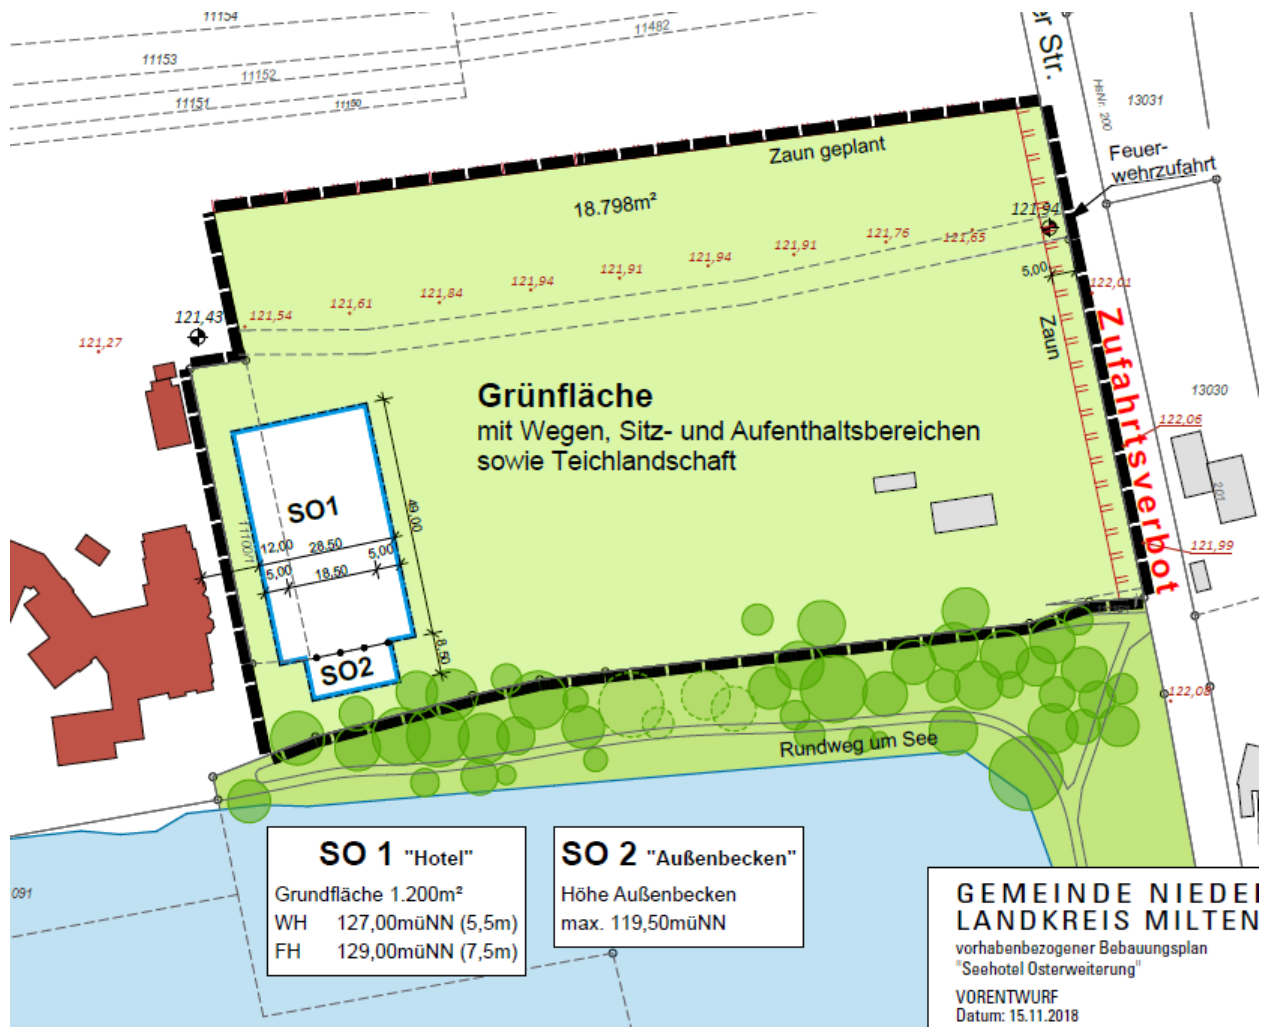 11154
11153
11152
11151
11150
11482
er Str.
HsNr. 200
13031
Zaun geplant
Feuer-
wehrzufahrt
18.798m²
121,94
121,43
121,27
121,54
121,61
121,84
121,94
121,91
121,94
121,91
121,76
121,65
5,00
122,01
Zaun
Zufahrtsverbot
13030
122,06
201
121,99
122,08
Grünfläche
mit Wegen, Sitz- und Aufenthaltsbereichen
sowie Teichlandschaft
SO1
11100/1
12,00
28,50
5,00
5,00
18,50
49,00
8,50
SO2
Rundweg um See
091
SO 1 "Hotel"
Grundfläche 1.200m²
WH 127,00müNN (5,5m)
FH 129,00müNN (7,5m)
SO 2 "Außenbecken"
Höhe Außenbecken
max. 119,50müNN
GEMEINDE NIEDE
LANDKREIS MILTEN
vorhabenbezogener Bebauungsplan
"Seehotel Osterweiterung"
VORENTWURF
Datum: 15.11.2018